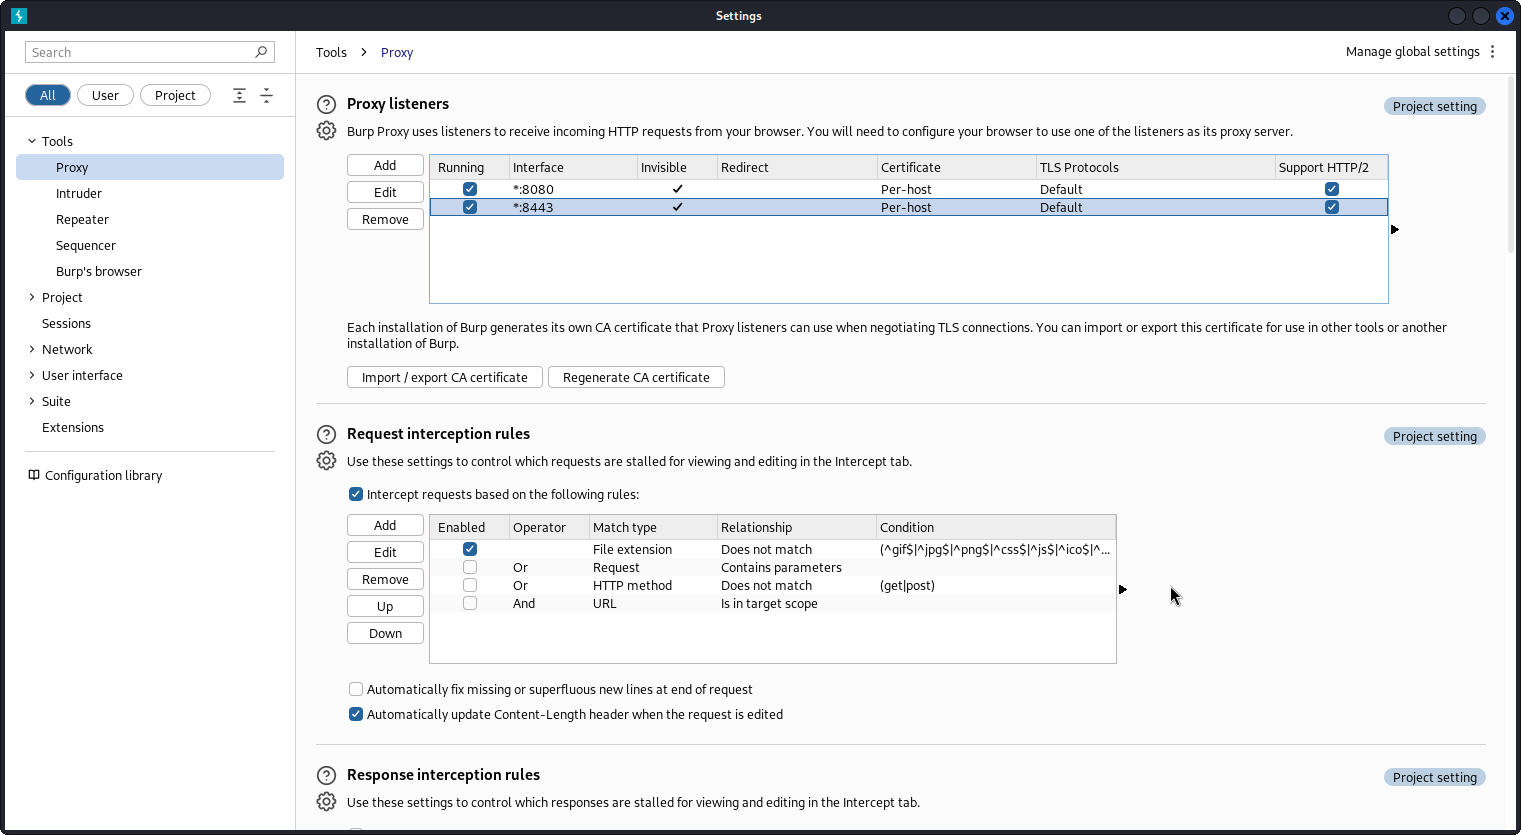 Settings
Search
Tools > Proxy
Manage global settings
All
User
Project
Tools
Proxy
Intruder
Repeater
Sequencer
Burp's browser
Project
Sessions
Network
User interface
Suite
Extensions
Configuration library
Proxy listeners
Project setting
Burp Proxy uses listeners to receive incoming HTTP requests from your browser. You will need to configure your browser to use one of the listeners as its proxy server.
Add
Edit
Remove
Running Interface Invisible Redirect Certificate TLS Protocols Support HTTP/2
*:8080 Per-host Default
*:8443 Per-host Default
Each installation of Burp generates its own CA certificate that Proxy listeners can use when negotiating TLS connections. You can import or export this certificate for use in other tools or another
installation of Burp.
Import / export CA certificate
Regenerate CA certificate
Request interception rules
Project setting
Use these settings to control which requests are stalled for viewing and editing in the Intercept tab.
Intercept requests based on the following rules:
Add
Edit
Remove
Up
Down
Enabled Operator Match type Relationship Condition
File extension Does not match (^gif$|^jpg$|^png$|^css$|^js$|^ico$|^...
Or Request Contains parameters
Or HTTP method Does not match (get|post)
And URL Is in target scope
Automatically fix missing or superfluous new lines at end of request
Automatically update Content-Length header when the request is edited
Response interception rules
Project setting
Use these settings to control which responses are stalled for viewing and editing in the Intercept tab.